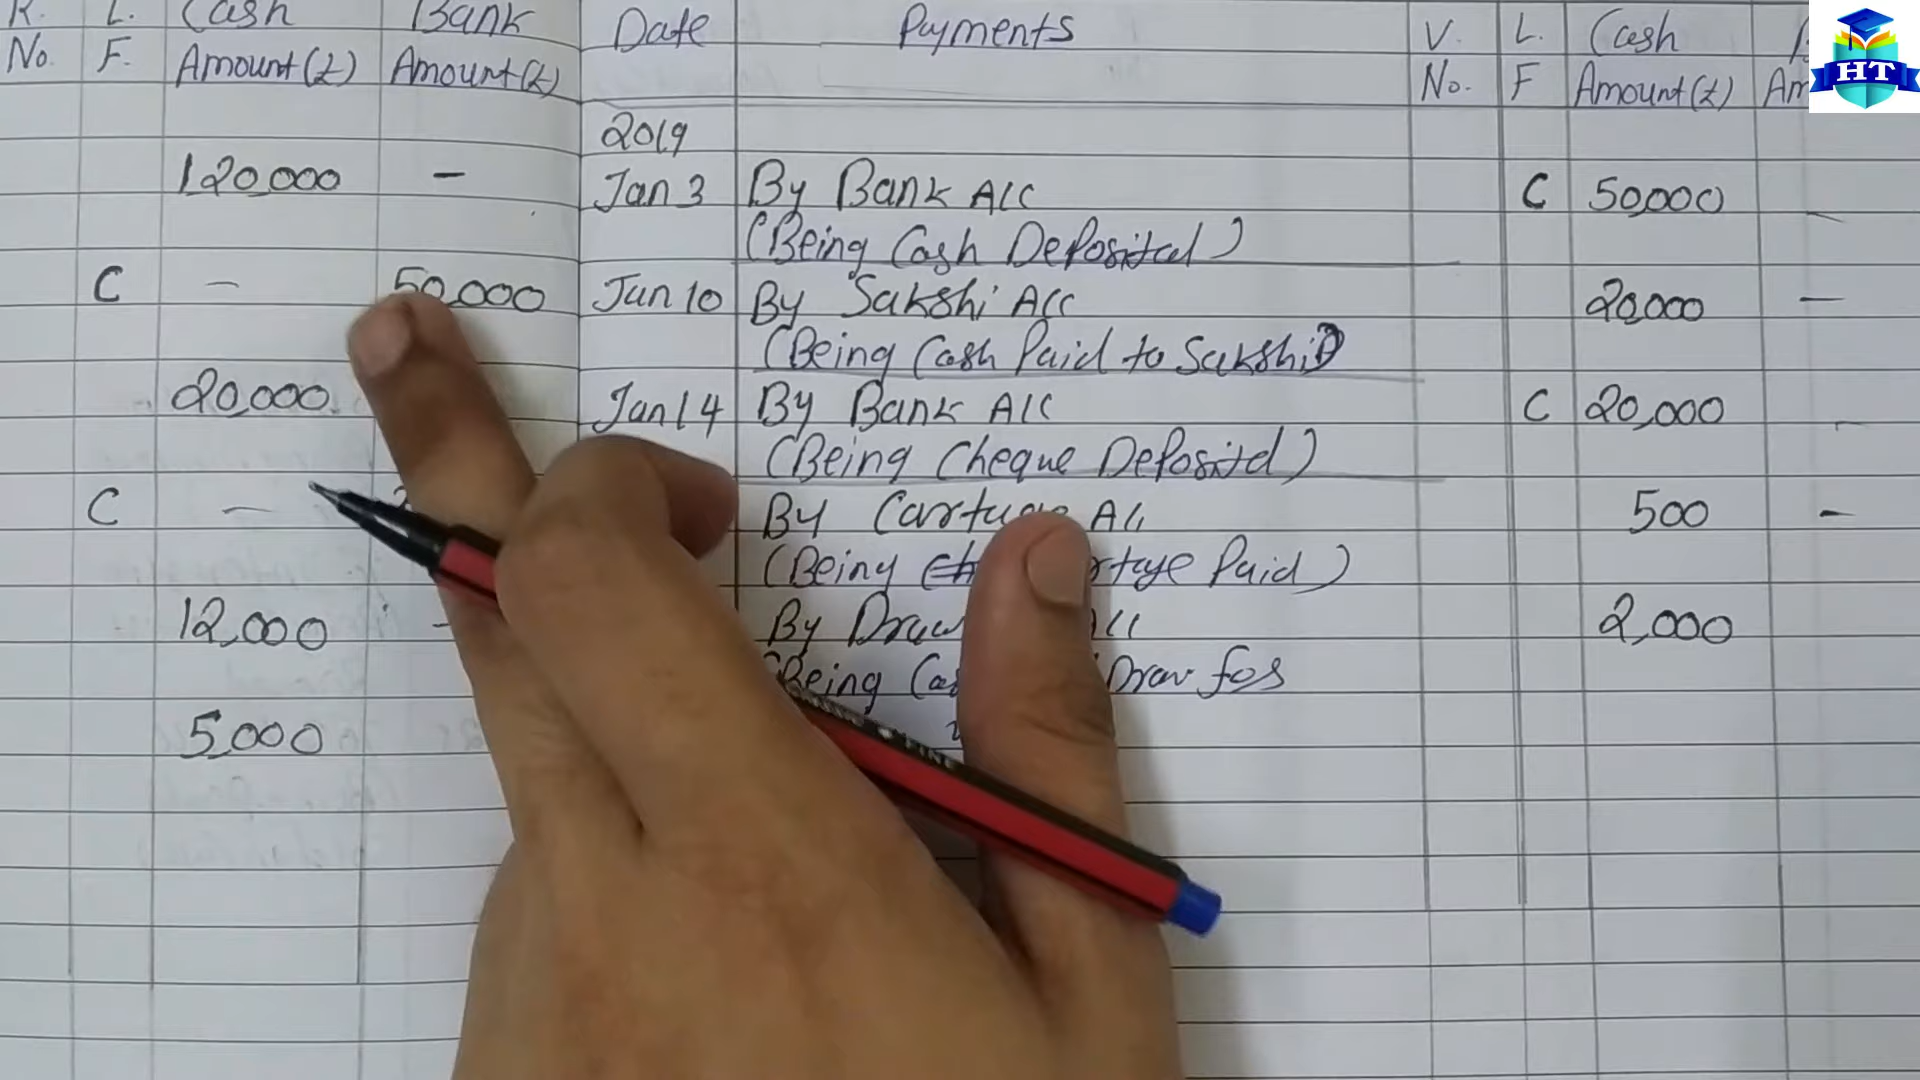 R. L. Cash Bank Date Payments V. L. Cash
No. F. Amount(₹) Amount(₹) No. F Amount(₹) Am
HT
2019
120,000 - Jan 3 By Bank A/C C 50,000 -
(Being Cash Deposited)
C - 50,000 Jan 10 By Sakshi A/C 20,000 -
(Being Cash Paid to Sakshi)
20,000 Jan 14 By Bank A/C C 20,000 -
(Being Cheque Deposited)
C - By A/C 500 -
(Being Paid)
12,000 - By 2,000
(Being Draw for
5,000